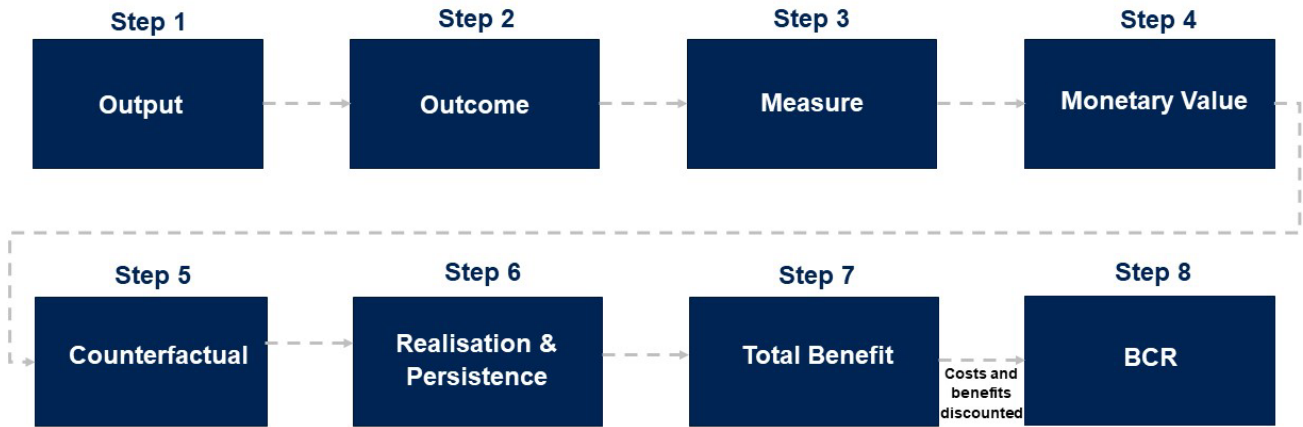 Step 1
Step 2
Step 3
Step 4
Output
Outcome
Measure
Monetary Value
Step 5
Step 6
Step 7
Step 8
Counterfactual
Realisation &
Persistence
Total Benefit
Costs and
benefits
discounted
BCR